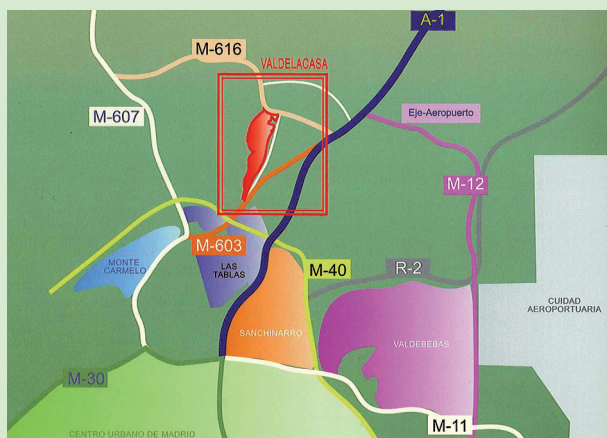 A-1
M-616
VALDELACASA
M-607
Eje-Aeropuerto
M-12
M-603
MONTE
CARMELO
LAS
TABLAS
M-40
R-2
CUIDAD
AEROPORTUARIA
SANCHINARRO
VALDEBEBAS
M-30
M-11
CENTRO URBANO DE MADRID